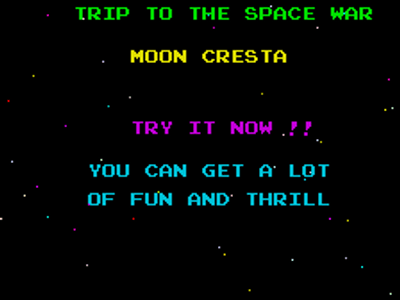 TRIP TO THE SPACE WAR
MOON CRESTA
TRY IT NOW !!
YOU CAN GET A LOT
OF FUN AND THRILL